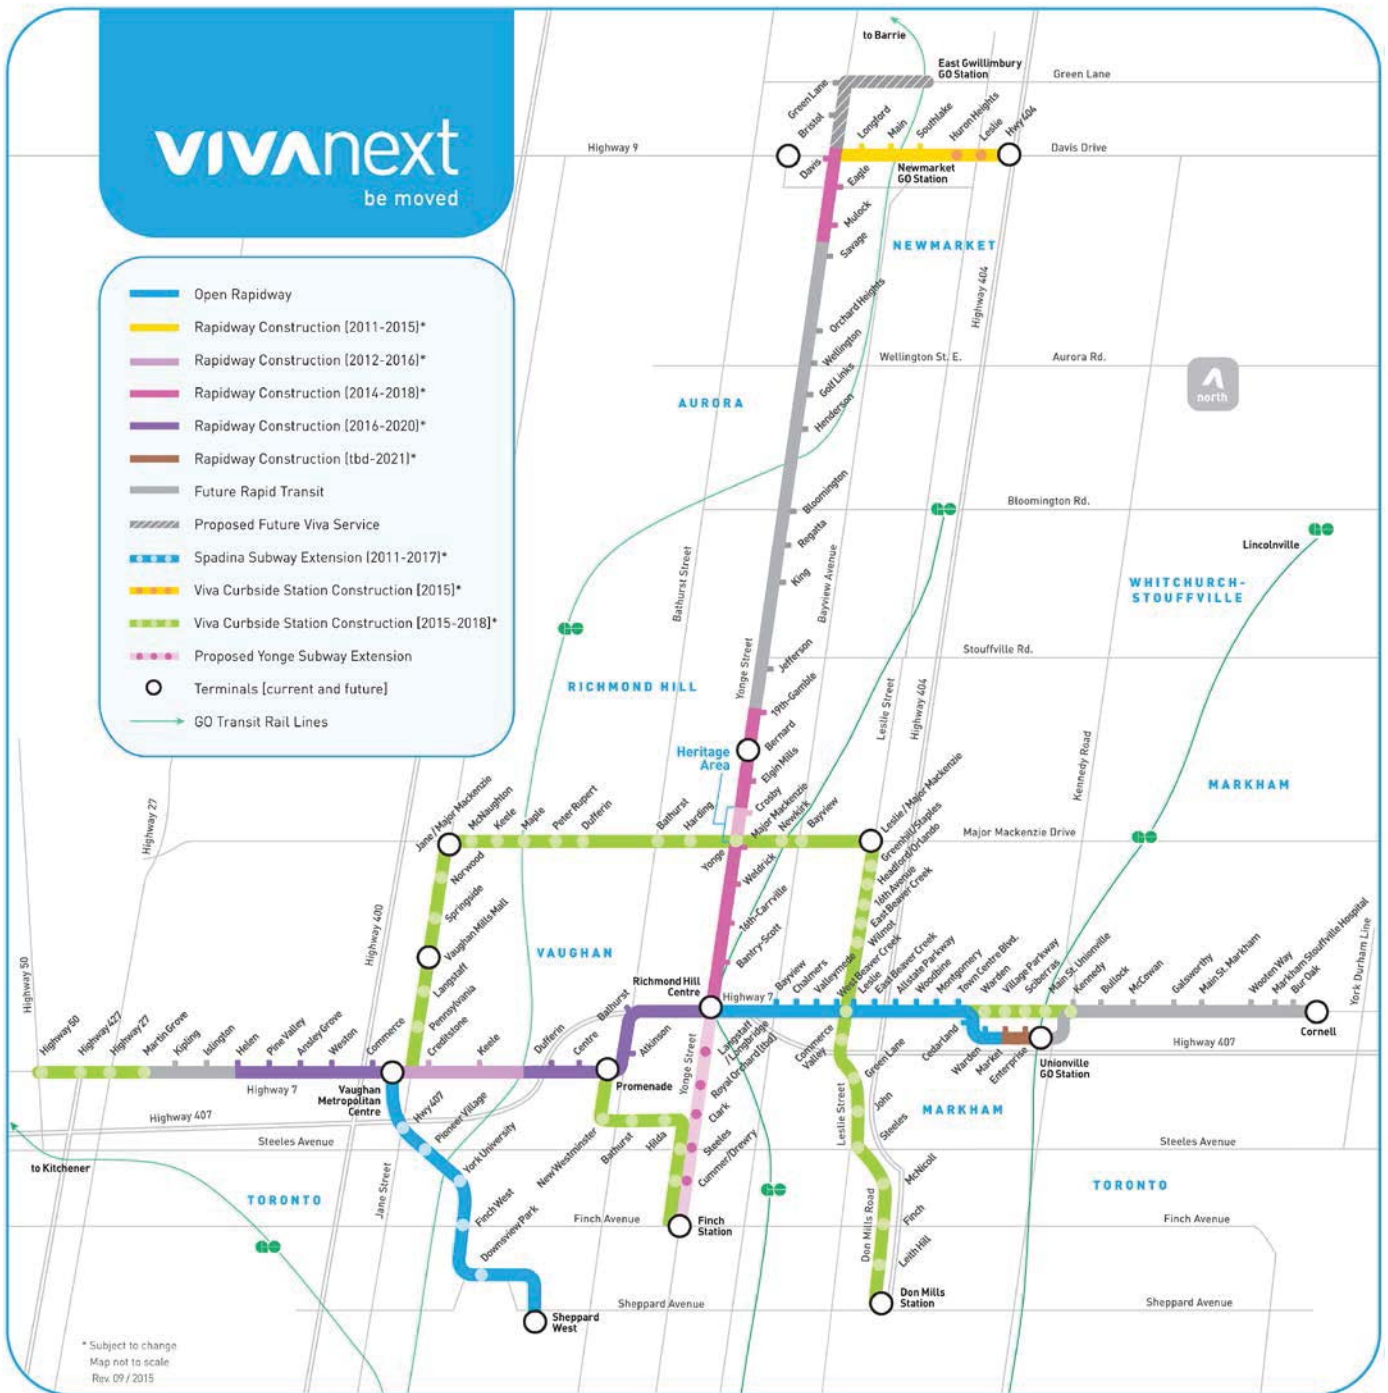 vivanext
be moved
Open Rapidway
Rapidway Construction (2011-2015)*
Rapidway Construction (2012-2016)*
Rapidway Construction (2014-2018)*
Rapidway Construction (2016-2020)*
Rapidway Construction (tbd-2021)*
Future Rapid Transit
Proposed Future Viva Service
Spadina Subway Extension (2011-2017)*
Viva Curbside Station Construction [2015]*
Viva Curbside Station Construction [2015-2018]*
Proposed Yonge Subway Extension
Terminals [current and future]
GO Transit Rail Lines
to Barrie
East Gwillimbury
GO Station
Green Lane
Green Lane
Bristol
Longford
Main
Southlake
Huron Heights
Leslie
Hwy 404
Highway 9
Davis Drive
Davis
Newmarket
GO Station
Eagle
Mulock
Savage
NEWMARKET
Highway 404
Orchard Heights
Wellington
Wellington St. E.
Aurora Rd.
north
AURORA
Golf Links
Henderson
Bloomington
Bloomington Rd.
Regatta
King
Bathurst Street
Bayview Avenue
Lincolnville
WHITCHURCH-
STOUFFVILLE
Stouffville Rd.
Jefferson
Yonge Street
RICHMOND HILL
19th-Gamble
Leslie Street
Highway 404
Kennedy Road
Bernard
Heritage
Area
Elgin Mills
Crosby
MARKHAM
Highway 27
Jane / Major Mackenzie
McNaughton
Keele
Maple
Peter Rupert
Dufferin
Bathurst
Harding
Major Mackenzie
Newkirk
Bayview
Leslie / Major Mackenzie
Major Mackenzie Drive
Yonge
Weldrick
Greenhill/Staples
Headford/Orlando
16th Avenue
East Beaver Creek
Wilmot
West Beaver Creek
Norwood
Springside
Vaughan Mills Mall
Highway 400
16th-Carrville
Bantry-Scott
VAUGHAN
Langstaff
Pennsylvania
Creditstone
Richmond Hill
Centre
Highway 7
Bayview
Chalmers
Valleymede
Leslie
East Beaver Creek
Allstate Parkway
Woodbine
Montgomery
Town Centre Blvd.
Warden
Village Parkway
Sciberras
Main St. Unionville
Kennedy
Bullock
McCowan
Galsworthy
Main St. Markham
Wooten Way
Markham Stouffville Hospital
Bur Oak
York Durham Line
Cornell
Highway 50
Highway 50
Highway 427
Highway 27
Martin Grove
Kipling
Islington
Helen
Pine Valley
Ansley Grove
Weston
Commerce
Keele
Dufferin
Centre
Bathurst
Atkinson
Promenade
Langstaff
/ Longbridge
Royal Orchard [tbd]
Yonge Street
Commerce
Valley
Cedarland
Warden
Market
Enterprise
Unionville
GO Station
Highway 407
Highway 7
Vaughan
Metropolitan
Centre
Highway 407
Hwy 407
Pioneer Village
York University
Steeles Avenue
to Kitchener
TORONTO
Jane Street
Finch West
Downsview Park
Sheppard
West
New Westminster
Bathurst
Hilda
Clark
Steeles
Cummer/Drewry
Finch Avenue
Finch
Station
Sheppard Avenue
Green Lane
John
Steeles
Leslie Street
MARKHAM
Steeles Avenue
McNicoll
TORONTO
Don Mills Road
Finch
Leith Hill
Finch Avenue
Don Mills
Station
Sheppard Avenue
* Subject to change
Map not to scale
Rev. 09 / 2015